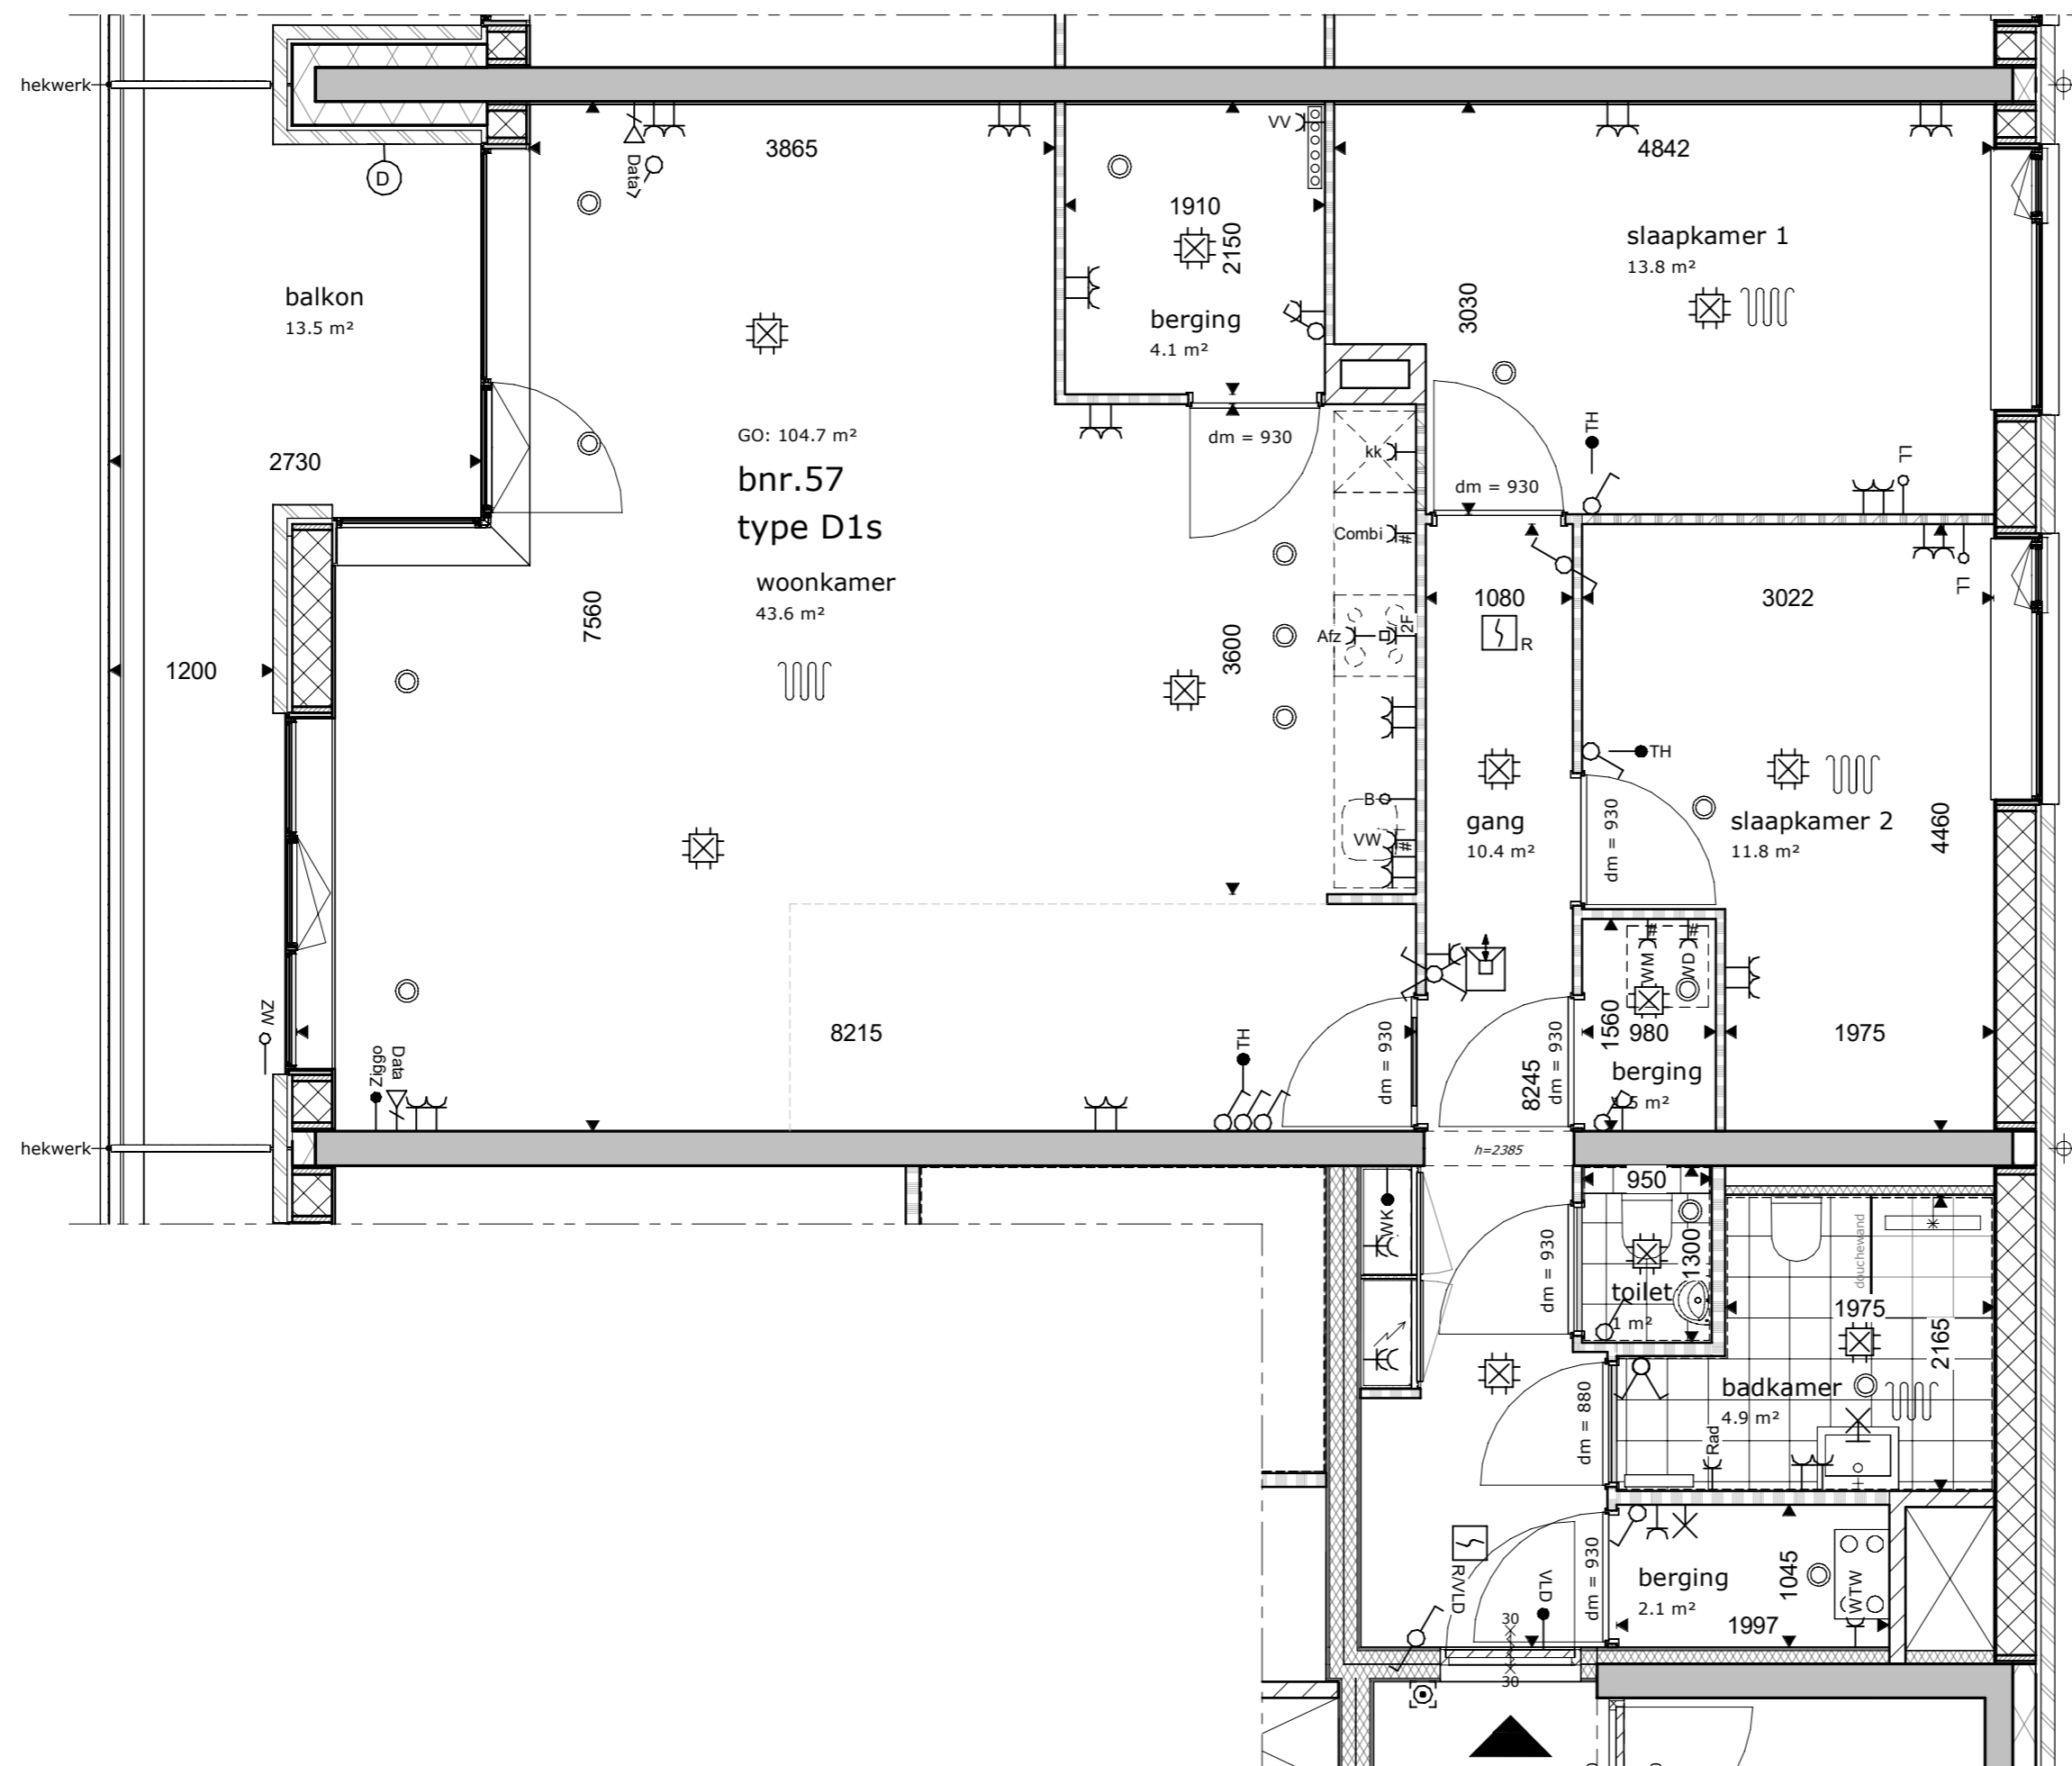 hekwerk
D
Data
3865
VV
1910
2150
berging
4.1 m²
4842
slaapkamer 1
13.8 m²
3030
balkon
13.5 m²
2730
GO: 104.7 m²
bnr.57
type D1s
woonkamer
43.6 m²
dm = 930
kk
Combi
#
Afz
2F
dm = 930
TH
LL
LL
1080
R
3022
7560
3600
1200
TH
B
VW
#
gang
10.4 m²
dm = 930
slaapkamer 2
11.8 m²
4460
#
#
WM
WD
ZW
8215
TH
dm = 930
8245
dm = 930
1560
980
berging
1975
Ziggo
Data
hekwerk
h=2385
WK
950
dm = 930
1300
toilet
1 m²
douchewand
1975
2165
dm = 880
badkamer
4.9 m²
Rad
R/VLD
VLD
30
30
dm = 930
berging
2.1 m²
1045
1997
WTW